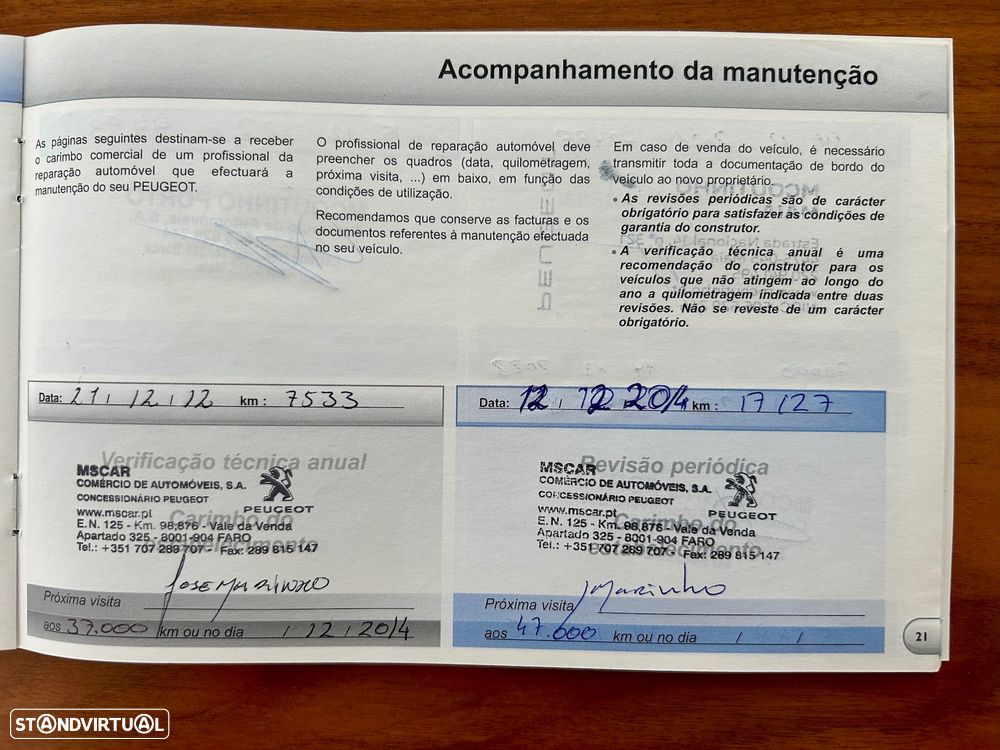 Acompanhamento da manutenção
As páginas seguintes destinam-se a receber
o carimbo comercial de um profissional da
reparação automóvel que efectuará a
manutenção do seu PEUGEOT.
O profissional de reparação automóvel deve
preencher os quadros (data, quilometragem,
próxima visita, ...) em baixo, em função das
condições de utilização.
Recomendamos que conserve as facturas e os
documentos referentes à manutenção efectuada
no seu veículo.
Em caso de venda do veículo, é necessário
transmitir toda a documentação de bordo do
veículo ao novo proprietário.
• As revisões periódicas são de carácter
obrigatório para satisfazer as condições de
garantia do construtor.
• A verificação técnica anual é uma
recomendação do construtor para os
veículos que não atingem ao longo do
ano a quilometragem indicada entre duas
revisões. Não se reveste de um carácter
obrigatório.
Data: 21 / 12 / 12 km : 7533
Verificação técnica anual
MSCAR
COMÉRCIO DE AUTOMÓVEIS, S.A.
CONCESSIONÁRIO PEUGEOT
PEUGEOT
www.mscar.pt
Carimbo do
E.N. 125 - Km. 98,876 - Vale da Venda
Apartado 325 - 8001-904 FARO
estabelecimento
Tel.: +351 707 289 707 - Fax: 289 815 147
José Marinho
Próxima visita
aos 37.000 km ou no dia / 12 / 2014
Data: 12 / 12 / 2014 km : 17127
Revisão periódica
MSCAR
COMÉRCIO DE AUTOMÓVEIS, S.A.
CONCESSIONÁRIO PEUGEOT
PEUGEOT
www.mscar.pt
Carimbo do
E.N. 125 - Km. 98,876 - Vale da Venda
Apartado 325 - 8001-904 FARO
estabelecimento
Tel.: +351 707 289 707 - Fax: 289 815 147
Marinho
Próxima visita
aos 47.000 km ou no dia / /
21
STANDVIRTUAL